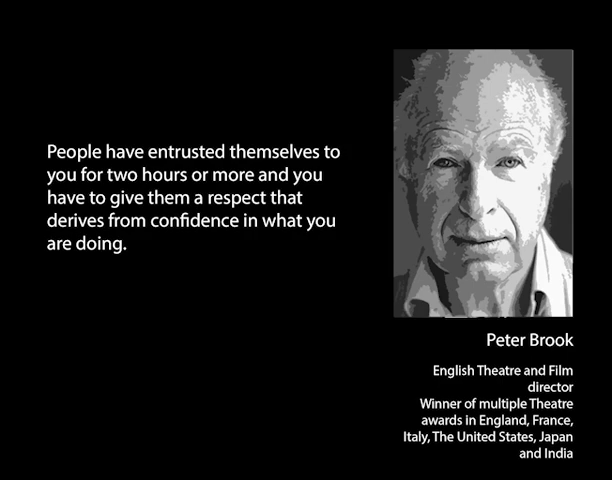 People have entrusted themselves to
you for two hours or more and you
have to give them a respect that
derives from confidence in what you
are doing.
Peter Brook
English Theatre and Film
director
Winner of multiple Theatre
awards in England, France,
Italy, The United States, Japan
and India